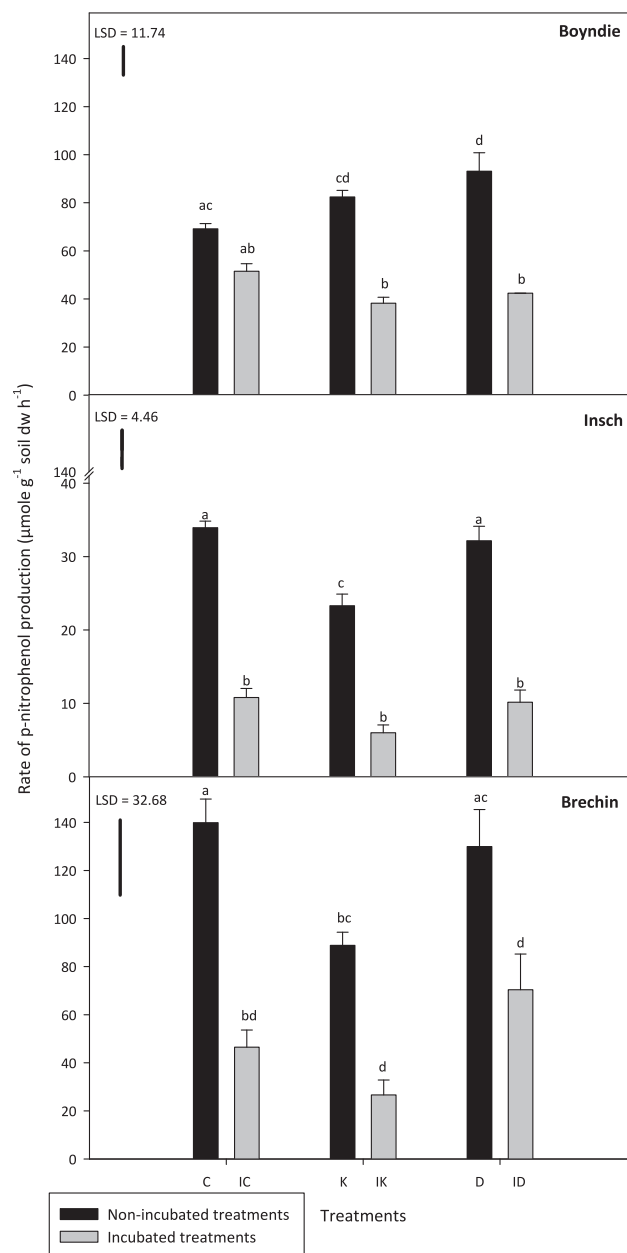 LSD = 11.74
Boyndie
140
120
100
80
60
40
20
0
ac
ab
cd
b
d
b
Rate of p-nitrophenol production (µmole g⁻¹ soil dw h⁻¹)
LSD = 4.46
Insch
140
40
30
20
10
0
a
b
c
b
a
b
LSD = 32.68
Brechin
140
120
100
80
60
40
20
0
a
bd
bc
d
ac
d
C IC K IK D ID
Treatments
Non-incubated treatments
Incubated treatments